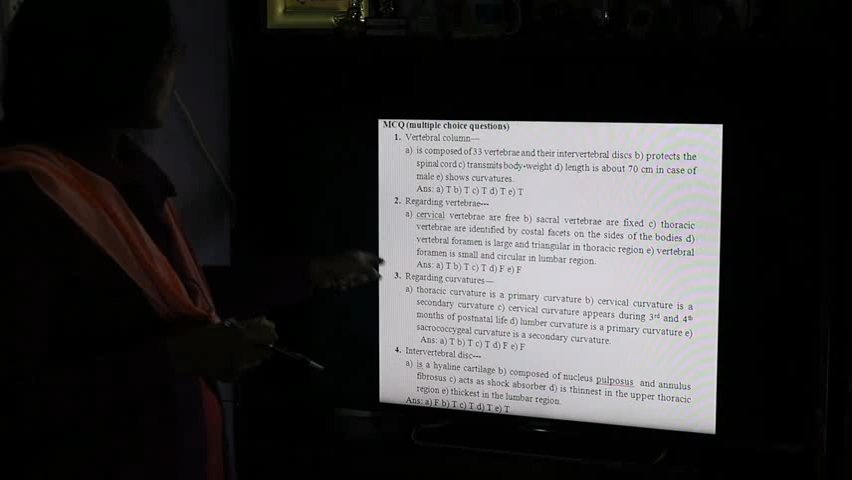 MCQ (multiple choice questions)
1. Vertebral column—
a) is composed of 33 vertebrae and their intervertebral discs b) protects the
spinal cord c) transmits body-weight d) length is about 70 cm in case of
male e) shows curvatures.
Ans: a) T b) T c) T d) T e) T
2. Regarding vertebrae---
a) cervical vertebrae are free b) sacral vertebrae are fixed c) thoracic
vertebrae are identified by costal facets on the sides of the bodies d)
vertebral foramen is large and triangular in thoracic region e) vertebral
foramen is small and circular in lumbar region.
Ans: a) T b) T c) T d) F e) F
3. Regarding curvatures—
a) thoracic curvature is a primary curvature b) cervical curvature is a
secondary curvature c) cervical curvature appears during 3rd and 4th
months of postnatal life d) lumber curvature is a primary curvature e)
sacrococcygeal curvature is a secondary curvature.
Ans: a) T b) T c) T d) F e) F
4. Intervertebral disc---
a) is a hyaline cartilage b) composed of nucleus pulposus and annulus
fibrosus c) acts as shock absorber d) is thinnest in the upper thoracic
region e) thickest in the lumbar region.
Ans: a) F b) T c) T d) T e) T